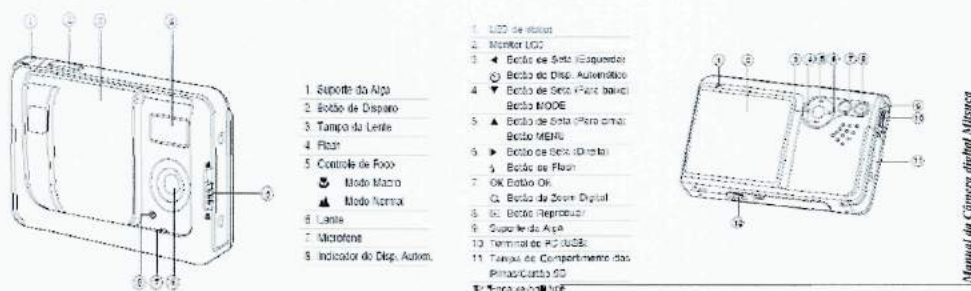 1. Suporte da Alça
2. Botão de Disparo
3. Tampa da Lente
4. Flash
5. Controle de Foco
Modo Macro
Modo Normal
6. Lente
7. Microfone
8. Indicador do Disp. Autom.
1. LED de
2. Monitor LCD
3. ◄ Botão de Seta (Esquerda)
Botão de Disp. Automático
4. ▼ Botão de Seta (Para baixo)
Botão MODE
5. ▲ Botão de Seta (Para cima)
Botão MENU
6. ► Botão de Seta (Direita)
Botão de Flash
7. OK Botão OK
Botão de Zoom Digital
8. Botão Reproduzir
9. Suporte da Alça
10. Terminal do PC (USB)
11. Tampa do Compartimento das
Pilhas/Cartão SD
Manual da Câmera digital Mitsuca